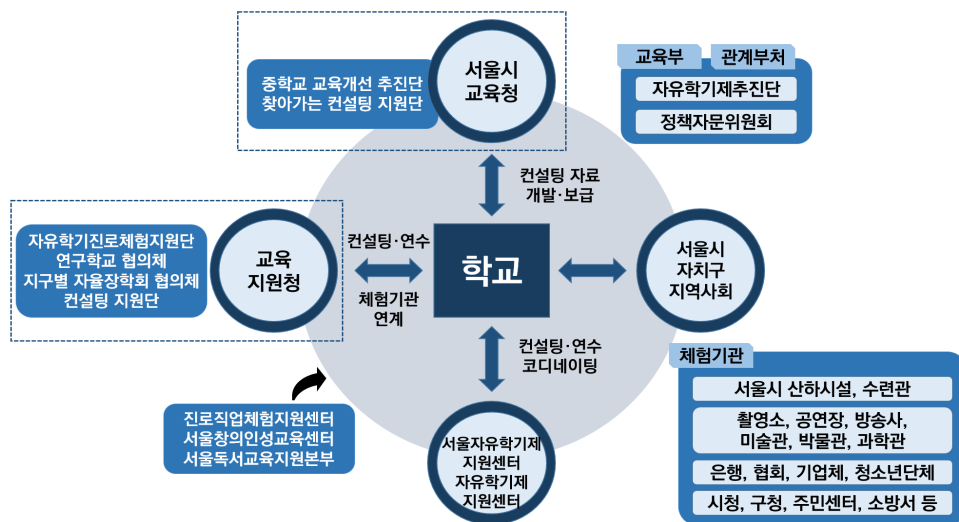 중학교 교육개선 추진단
찾아가는 컨설팅 지원단
서울시
교육청
교육부
관계부처
자유학기제추진단
정책자문위원회
컨설팅 자료
개발·보급
자유학기진로체험지원단
연구학교 협의체
지구별 자율장학회 협의체
컨설팅 지원단
교육
지원청
컨설팅·연수
체험기관
연계
학교
서울시
자치구
지역사회
컨설팅·연수
코디네이팅
진로직업체험지원센터
서울창의인성교육센터
서울독서교육지원본부
서울자유학기제
지원센터
자유학기제
지원센터
체험기관
서울시 산하시설, 수련관
촬영소, 공연장, 방송사,
미술관, 박물관, 과학관
은행, 협회, 기업체, 청소년단체
시청, 구청, 주민센터, 소방서 등